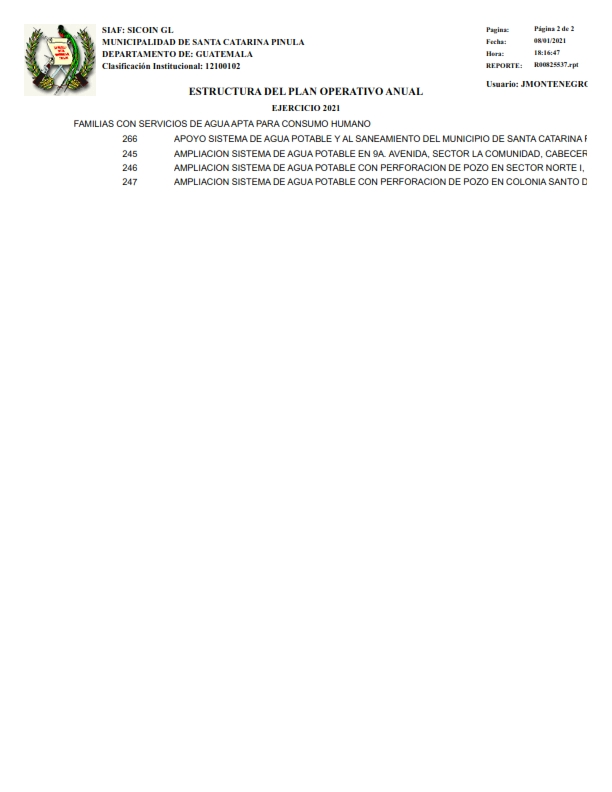 SIAF: SICOIN GL
MUNICIPALIDAD DE SANTA CATARINA PINULA
DEPARTAMENTO DE: GUATEMALA
Clasificación Institucional: 12100102
Pagina: Página 2 de 2
Fecha: 08/01/2021
Hora: 18:16:47
REPORTE: R00825537.rpt
Usuario: JMONTENEGRO
ESTRUCTURA DEL PLAN OPERATIVO ANUAL
EJERCICIO 2021
FAMILIAS CON SERVICIOS DE AGUA APTA PARA CONSUMO HUMANO
266 APOYO SISTEMA DE AGUA POTABLE Y AL SANEAMIENTO DEL MUNICIPIO DE SANTA CATARINA
245 AMPLIACION SISTEMA DE AGUA POTABLE EN 9A. AVENIDA, SECTOR LA COMUNIDAD, CABECER
246 AMPLIACION SISTEMA DE AGUA POTABLE CON PERFORACION DE POZO EN SECTOR NORTE I,
247 AMPLIACION SISTEMA DE AGUA POTABLE CON PERFORACION DE POZO EN COLONIA SANTO D